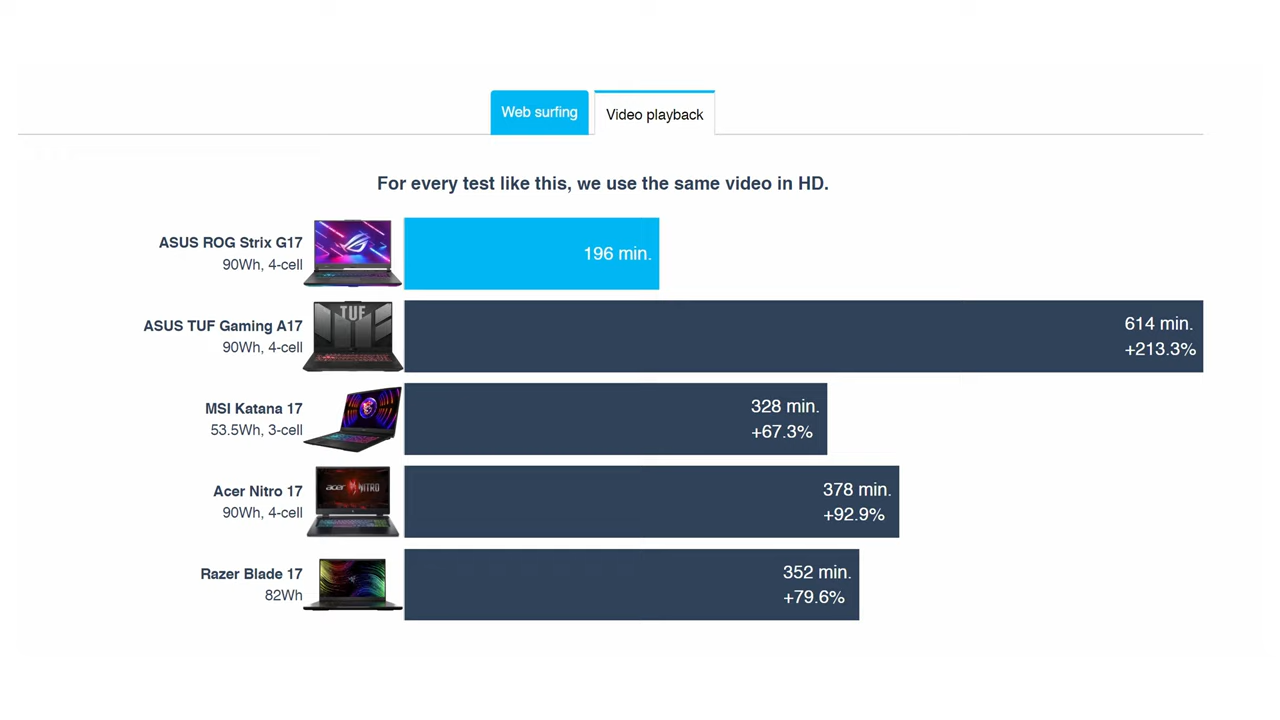 Web surfing
Video playback
For every test like this, we use the same video in HD.
ASUS ROG Strix G17
90Wh, 4-cell
196 min.
ASUS TUF Gaming A17
90Wh, 4-cell
TUF
614 min.
+213.3%
MSI Katana 17
53.5Wh, 3-cell
328 min.
+67.3%
Acer Nitro 17
90Wh, 4-cell
acer NITRO
378 min.
+92.9%
Razer Blade 17
82Wh
352 min.
+79.6%